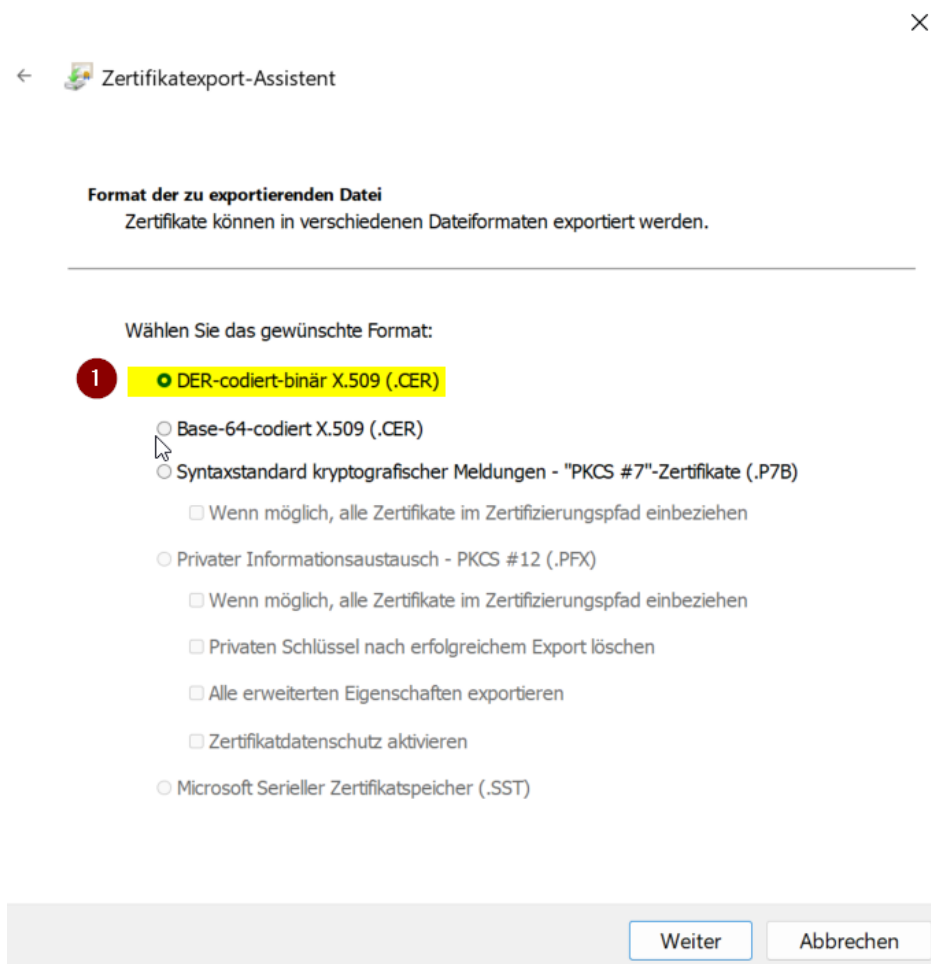 Zertifikatexport-Assistent
Format der zu exportierenden Datei
Zertifikate können in verschiedenen Dateiformaten exportiert werden.
Wählen Sie das gewünschte Format:
1
DER-codiert-binär X.509 (.CER)
Base-64-codiert X.509 (.CER)
Syntaxstandard kryptografischer Meldungen - "PKCS #7"-Zertifikate (.P7B)
Wenn möglich, alle Zertifikate im Zertifizierungspfad einbeziehen
Privater Informationsaustausch - PKCS #12 (.PFX)
Wenn möglich, alle Zertifikate im Zertifizierungspfad einbeziehen
Privaten Schlüssel nach erfolgreichem Export löschen
Alle erweiterten Eigenschaften exportieren
Zertifikatdatenschutz aktivieren
Microsoft Serieller Zertifikatspeicher (.SST)
Weiter
Abbrechen